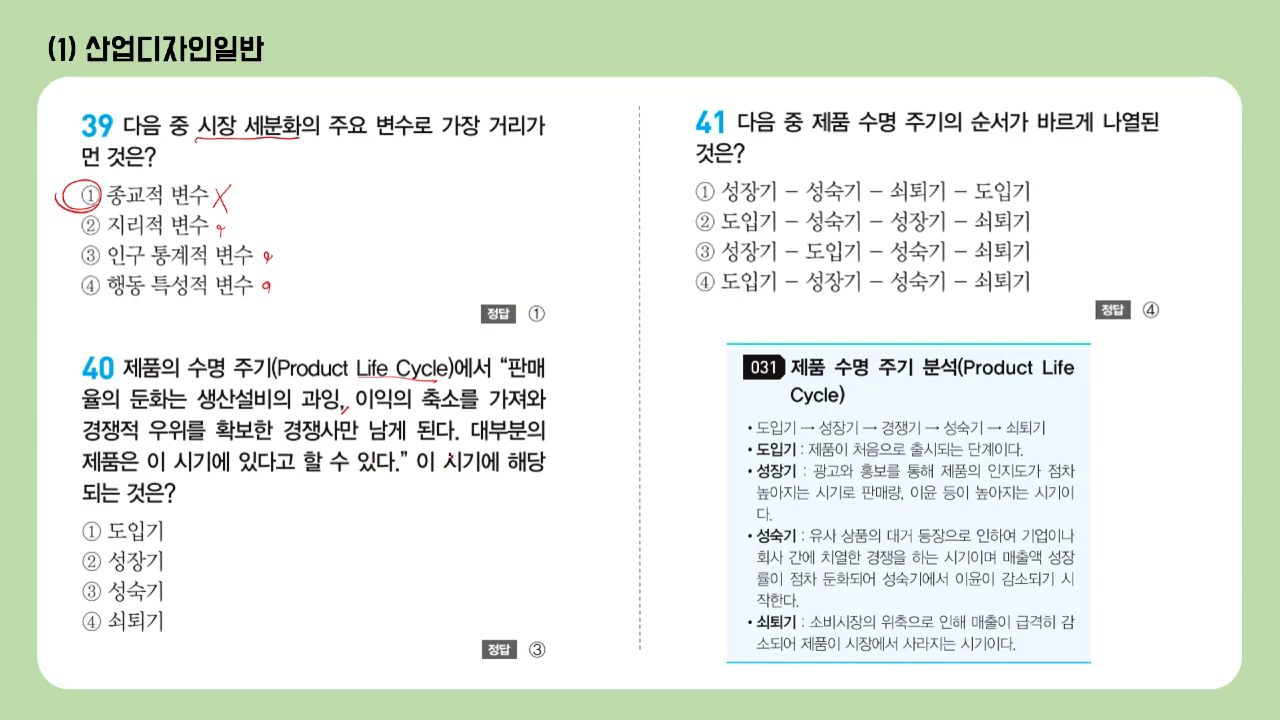 (1) 산업디자인일반
39 다음 중 시장 세분화의 주요 변수로 가장 거리가
먼 것은?
① 종교적 변수
② 지리적 변수
③ 인구 통계적 변수
④ 행동 특성적 변수
정답 ①
40 제품의 수명 주기(Product Life Cycle)에서 “판매
율의 둔화는 생산설비의 과잉, 이익의 축소를 가져와
경쟁적 우위를 확보한 경쟁사만 남게 된다. 대부분의
제품은 이 시기에 있다고 할 수 있다.” 이 시기에 해당
되는 것은?
① 도입기
② 성장기
③ 성숙기
④ 쇠퇴기
정답 ③
41 다음 중 제품 수명 주기의 순서가 바르게 나열된
것은?
① 성장기 – 성숙기 – 쇠퇴기 – 도입기
② 도입기 – 성숙기 – 성장기 – 쇠퇴기
③ 성장기 – 도입기 – 성숙기 – 쇠퇴기
④ 도입기 – 성장기 – 성숙기 – 쇠퇴기
정답 ④
031 제품 수명 주기 분석(Product Life
Cycle)
• 도입기 → 성장기 → 경쟁기 → 성숙기 → 쇠퇴기
• 도입기 : 제품이 처음으로 출시되는 단계이다.
• 성장기 : 광고와 홍보를 통해 제품의 인지도가 점차
높아지는 시기로 판매량, 이윤 등이 높아지는 시기이
다.
• 성숙기 : 유사 상품의 대거 등장으로 인하여 기업이나
회사 간에 치열한 경쟁을 하는 시기이며 매출액 성장
률이 점차 둔화되어 성숙기에서 이윤이 감소되기 시
작한다.
• 쇠퇴기 : 소비시장의 위축으로 인해 매출이 급격히 감
소되어 제품이 시장에서 사라지는 시기이다.